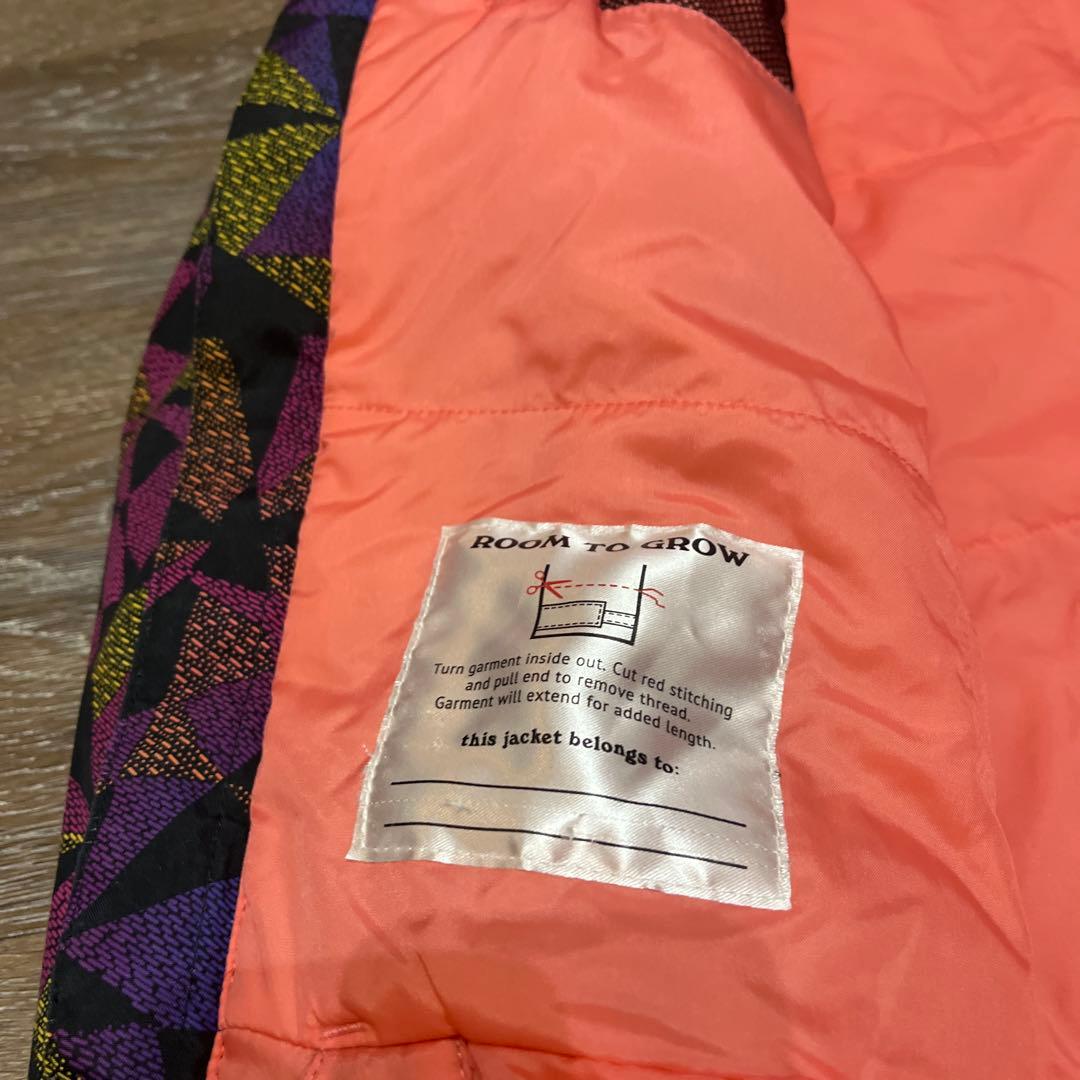 ROOM TO GROW
Turn garment inside out. Cut red stitching
and pull end to remove thread.
Garment will extend for added length.
this jacket belongs to: